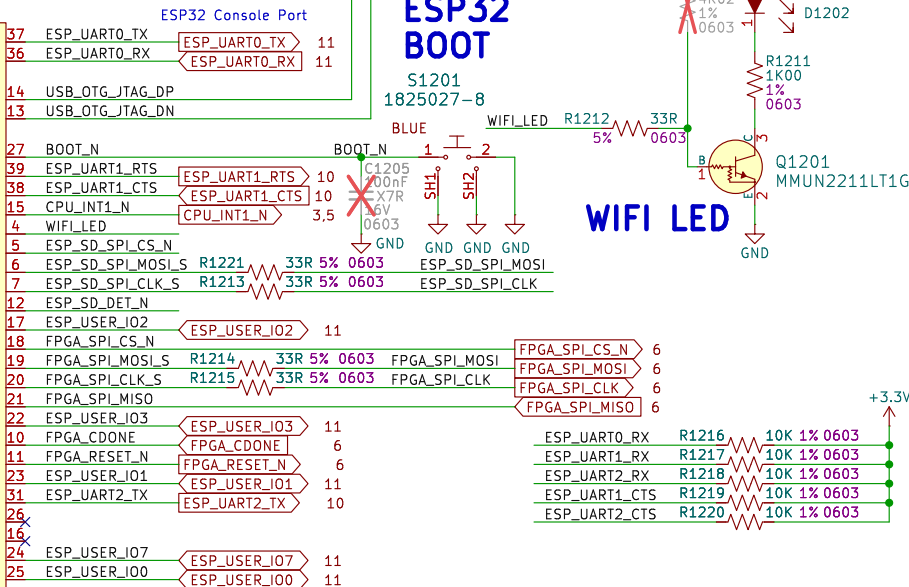 ESP32 Console Port
ESP32
BOOT
37 ESP_UART0_TX ESP_UART0_TX 11
36 ESP_UART0_RX ESP_UART0_RX 11
14 USB_OTG_JTAG_DP
13 USB_OTG_JTAG_DN
27 BOOT_N BOOT_N
39 ESP_UART1_RTS ESP_UART1_RTS 10
38 ESP_UART1_CTS ESP_UART1_CTS 10
15 CPU_INT1_N CPU_INT1_N 3,5
4 WIFI_LED
5 ESP_SD_SPI_CS_N
6 ESP_SD_SPI_MOSI_S R1221 33R 5% 0603 ESP_SD_SPI_MOSI
7 ESP_SD_SPI_CLK_S R1213 33R 5% 0603 ESP_SD_SPI_CLK
12 ESP_SD_DET_N
17 ESP_USER_IO2 ESP_USER_IO2 11
18 FPGA_SPI_CS_N FPGA_SPI_CS_N 6
19 FPGA_SPI_MOSI_S R1214 33R 5% 0603 FPGA_SPI_MOSI FPGA_SPI_MOSI 6
20 FPGA_SPI_CLK_S R1215 33R 5% 0603 FPGA_SPI_CLK FPGA_SPI_CLK 6
21 FPGA_SPI_MISO FPGA_SPI_MISO 6
22 ESP_USER_IO3 ESP_USER_IO3 11
10 FPGA_CDONE FPGA_CDONE 6
11 FPGA_RESET_N FPGA_RESET_N 6
23 ESP_USER_IO1 ESP_USER_IO1 11
31 ESP_UART2_TX ESP_UART2_TX 10
26
16
24 ESP_USER_IO7 ESP_USER_IO7 11
25 ESP_USER_IO0 ESP_USER_IO0 11
S1201
1825027-8
BLUE
1 2
SH1 SH2
C1205
100nF
X7R
16V
0603
GND
GND GND GND
WIFI_LED R1212 33R
5% 0603
1%
0603
D1202
1
R1211
1K00
1%
0603
C 3
B
1
E 2
Q1201
MMUN2211LT1G
GND
WIFI LED
+3.3V
ESP_UART0_RX R1216 10K 1% 0603
ESP_UART1_RX R1217 10K 1% 0603
ESP_UART2_RX R1218 10K 1% 0603
ESP_UART1_CTS R1219 10K 1% 0603
ESP_UART2_CTS R1220 10K 1% 0603